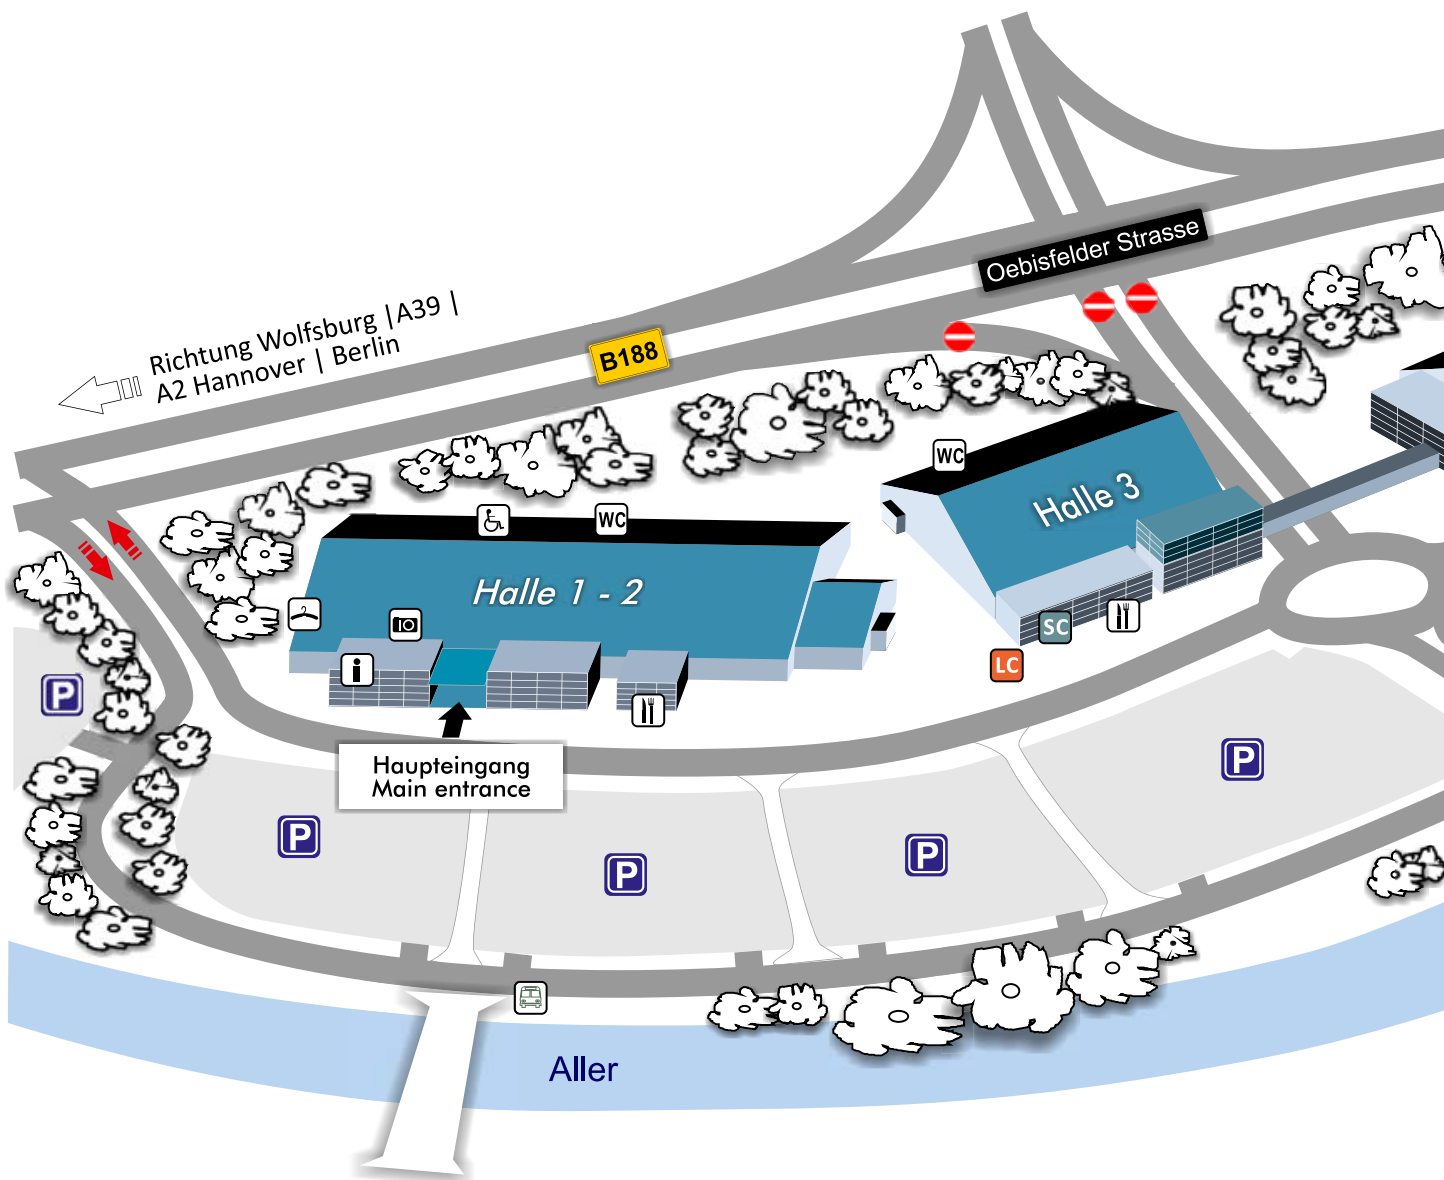 Oebisfelder Strasse
Richtung Wolfsburg |A39 |
A2 Hannover | Berlin
B188
WC
Halle 3
WC
Halle 1 - 2
SC
LC
P
Haupteingang
Main entrance
P
P
P
P
Aller